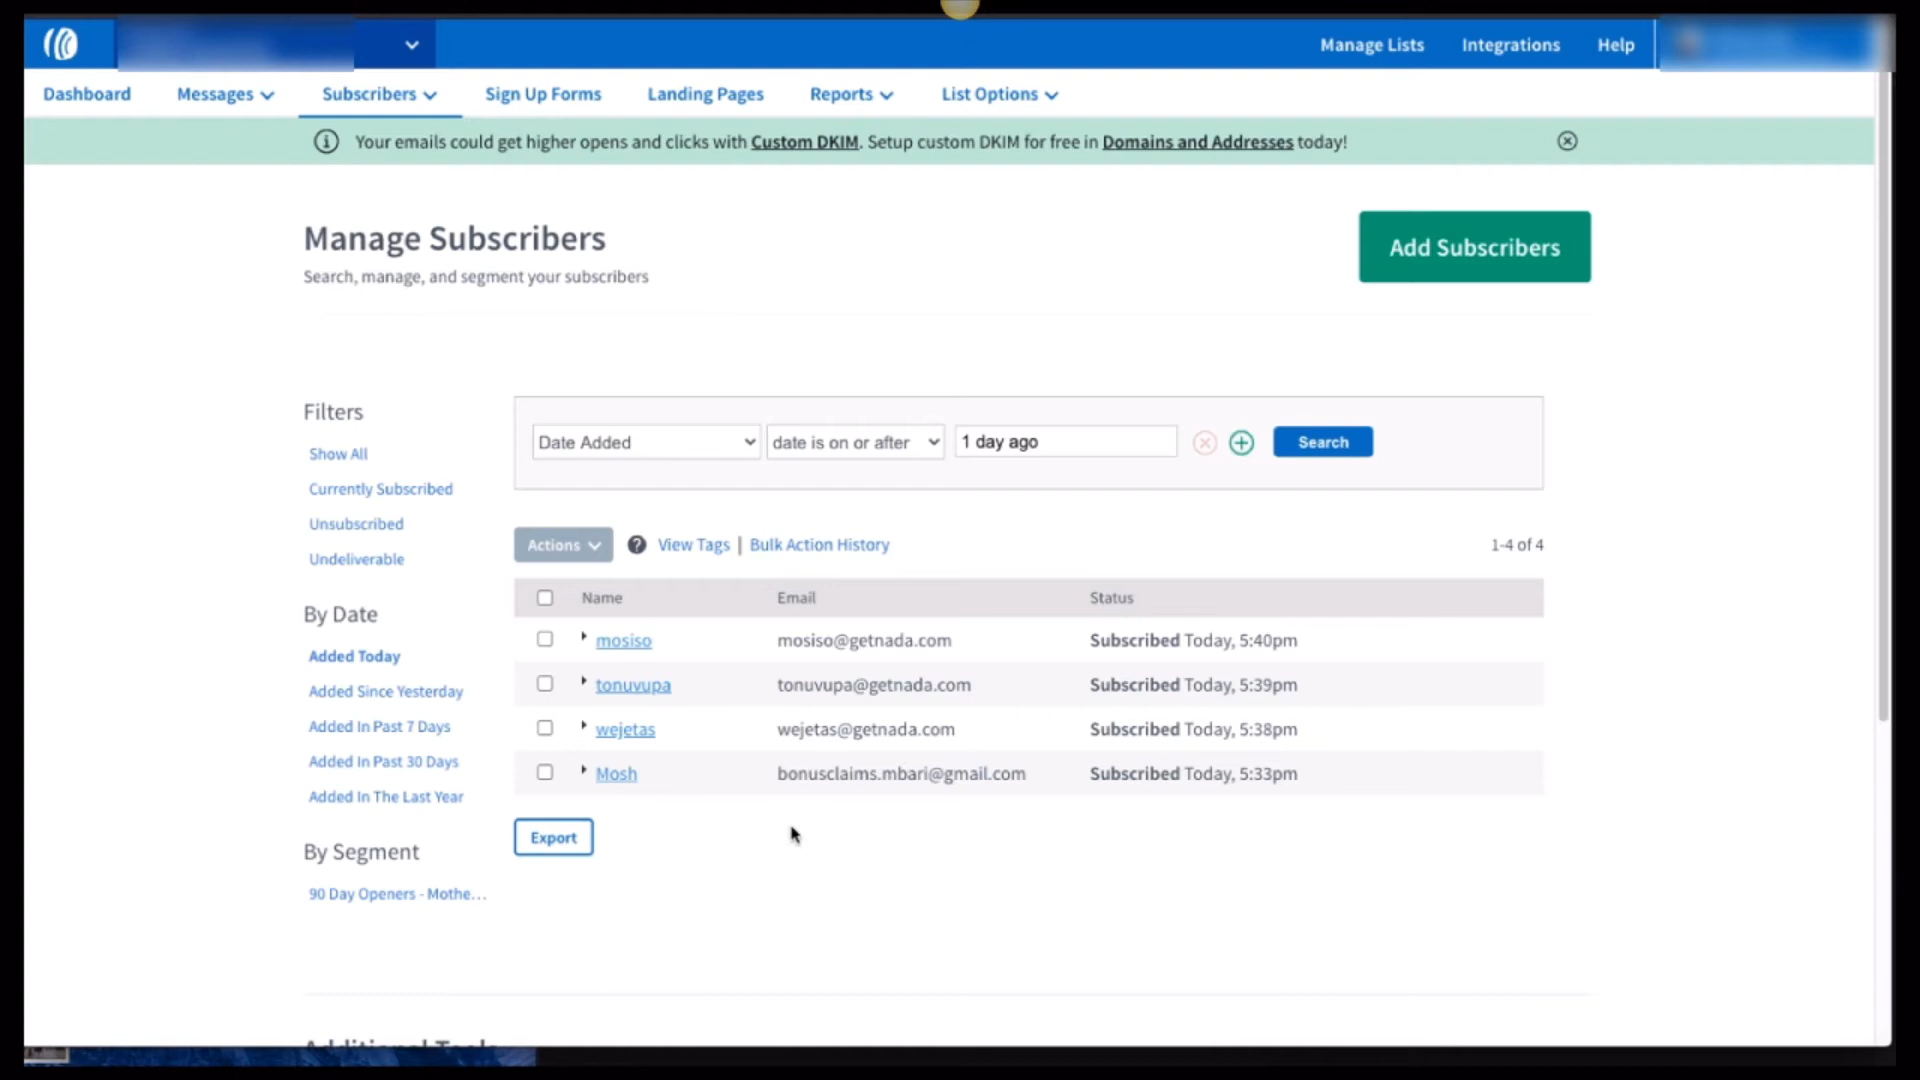 Manage Lists Integrations Help
Dashboard Messages Subscribers Sign Up Forms Landing Pages Reports List Options
Your emails could get higher opens and clicks with Custom DKIM. Setup custom DKIM for free in Domains and Addresses today!
Manage Subscribers
Search, manage, and segment your subscribers
Add Subscribers
Filters
Show All
Currently Subscribed
Unsubscribed
Undeliverable
By Date
Added Today
Added Since Yesterday
Added In Past 7 Days
Added In Past 30 Days
Added In The Last Year
By Segment
90 Day Openers - Mothe...
Date Added date is on or after 1 day ago Search
Actions ? View Tags | Bulk Action History 1-4 of 4
Name Email Status
mosiso mosiso@getnada.com Subscribed Today, 5:40pm
tonuvupa tonuvupa@getnada.com Subscribed Today, 5:39pm
wejetas wejetas@getnada.com Subscribed Today, 5:38pm
Mosh bonusclaims.mbari@gmail.com Subscribed Today, 5:33pm
Export
Additional Tools